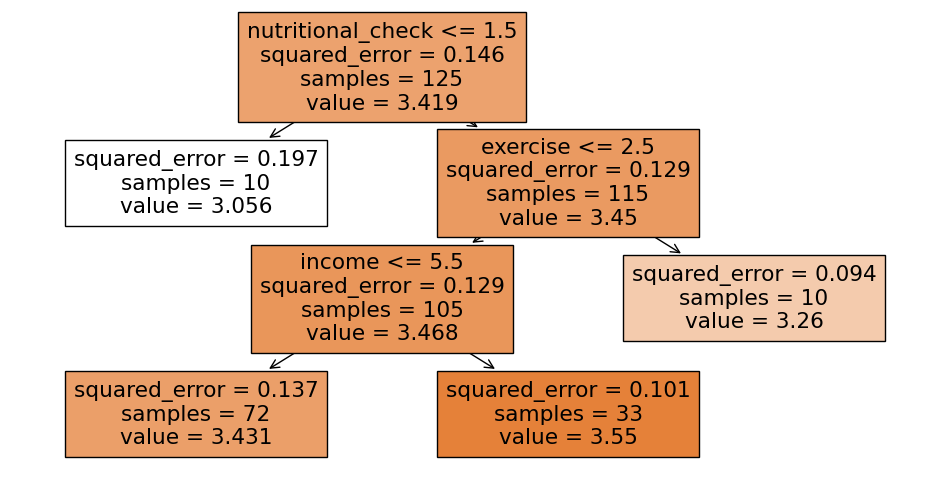 nutritional_check <= 1.5
squared_error = 0.146
samples = 125
value = 3.419
squared_error = 0.197
samples = 10
value = 3.056
exercise <= 2.5
squared_error = 0.129
samples = 115
value = 3.45
income <= 5.5
squared_error = 0.129
samples = 105
value = 3.468
squared_error = 0.094
samples = 10
value = 3.26
squared_error = 0.137
samples = 72
value = 3.431
squared_error = 0.101
samples = 33
value = 3.55